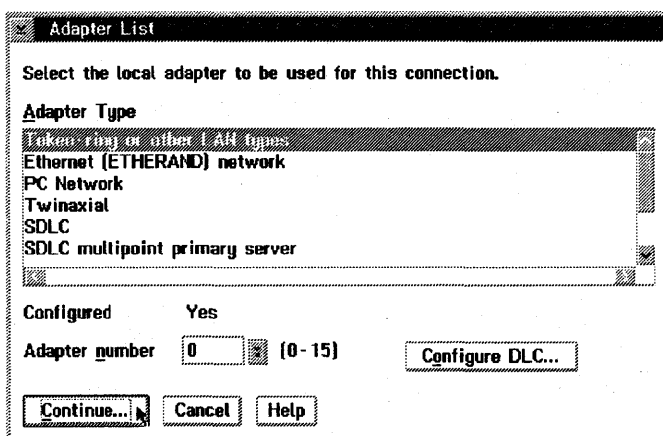 Adapter List
Select the local adapter to be used for this connection.
Adapter Type
Token-ring or other LAN types
Ethernet (ETHERAND) network
PC Network
Twinaxial
SDLC
SDLC multipoint primary server
Configured Yes
Adapter number 0 (0-15) Configure DLC...
Continue... Cancel Help